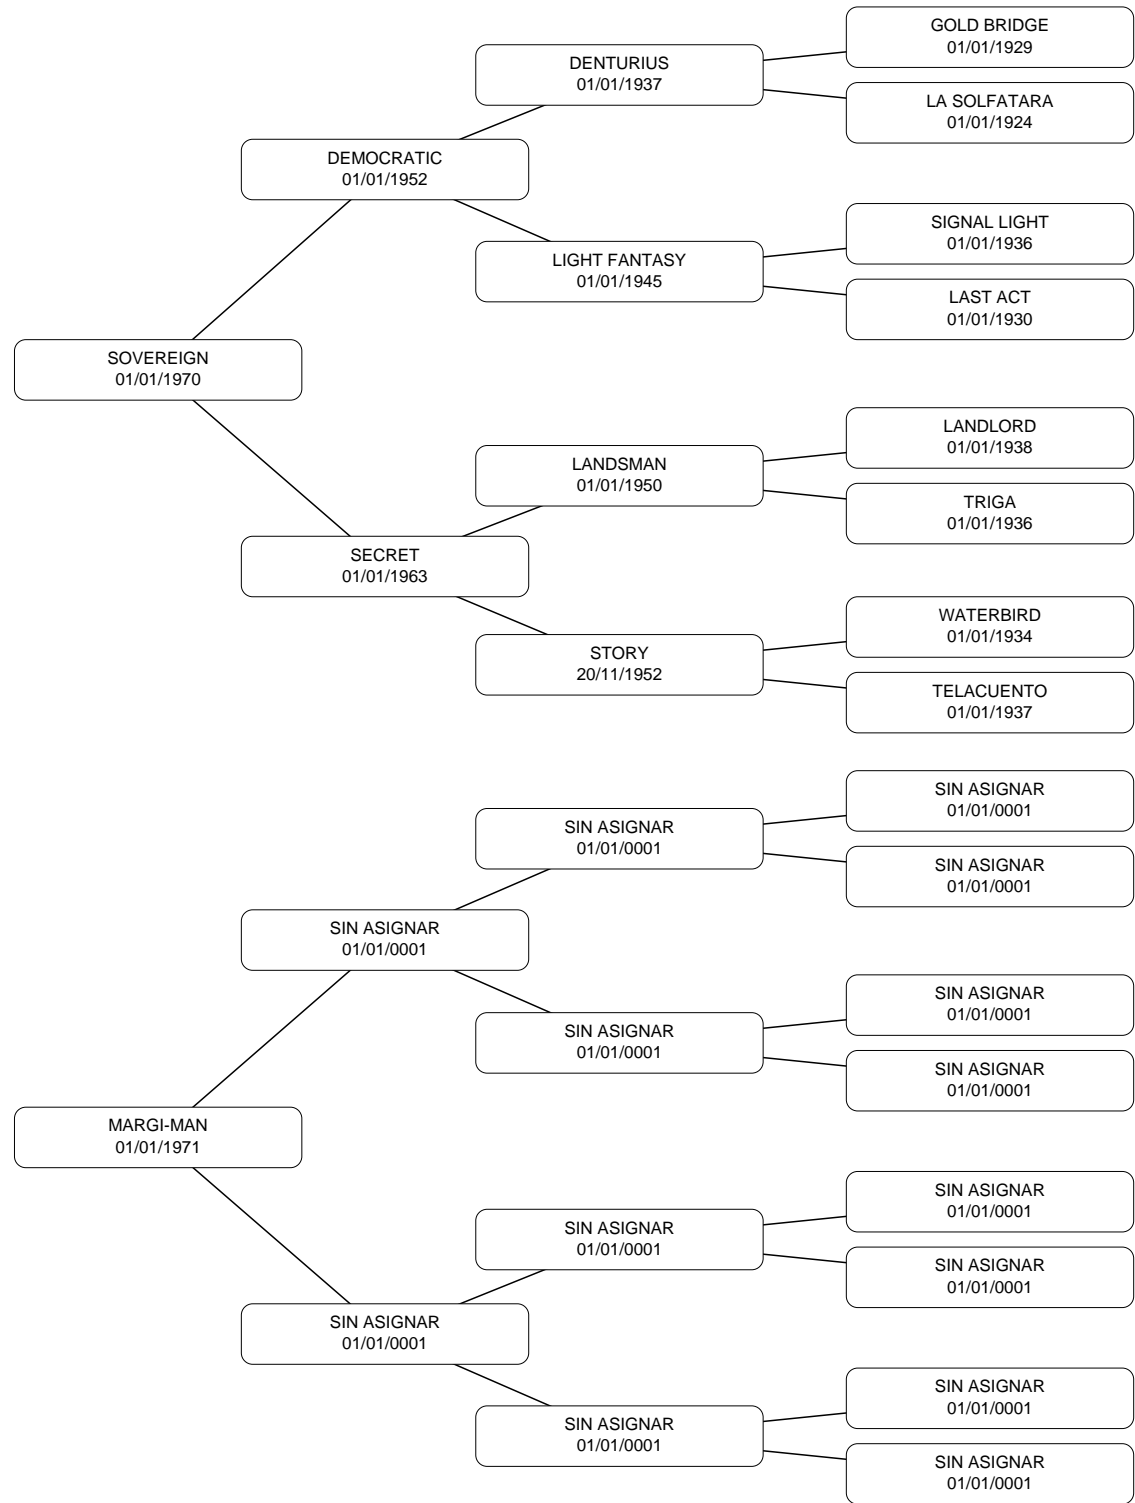 GOLD BRIDGE
01/01/1929
DENTURIUS
01/01/1937
LA SOLFATARA
01/01/1924
DEMOCRATIC
01/01/1952
SIGNAL LIGHT
01/01/1936
LIGHT FANTASY
01/01/1945
LAST ACT
01/01/1930
SOVEREIGN
01/01/1970
LANDLORD
01/01/1938
LANDSMAN
01/01/1950
TRIGA
01/01/1936
SECRET
01/01/1963
WATERBIRD
01/01/1934
STORY
20/11/1952
TELACUENTO
01/01/1937
SIN ASIGNAR
01/01/0001
SIN ASIGNAR
01/01/0001
SIN ASIGNAR
01/01/0001
SIN ASIGNAR
01/01/0001
SIN ASIGNAR
01/01/0001
SIN ASIGNAR
01/01/0001
SIN ASIGNAR
01/01/0001
MARGI-MAN
01/01/1971
SIN ASIGNAR
01/01/0001
SIN ASIGNAR
01/01/0001
SIN ASIGNAR
01/01/0001
SIN ASIGNAR
01/01/0001
SIN ASIGNAR
01/01/0001
SIN ASIGNAR
01/01/0001
SIN ASIGNAR
01/01/0001